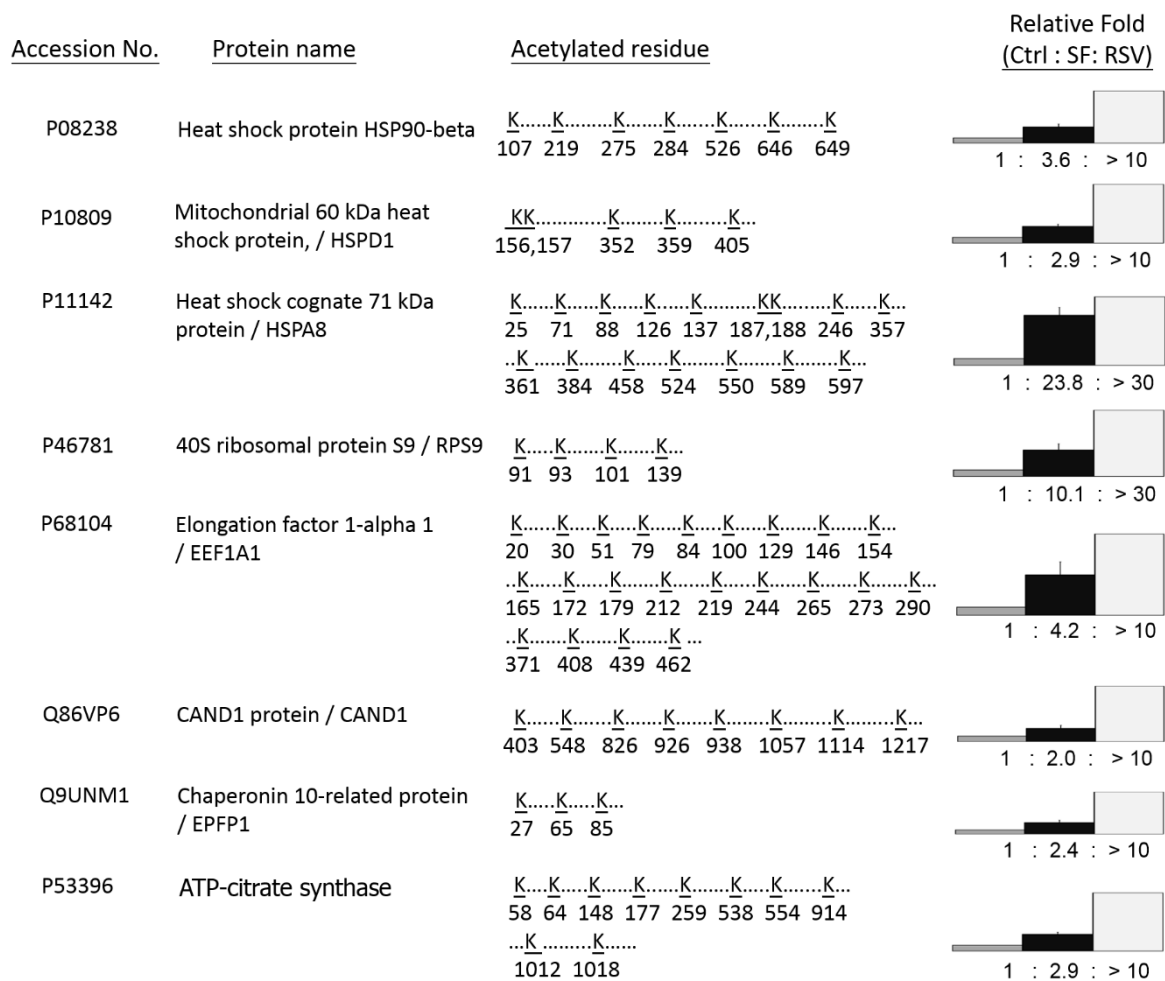 Relative Fold
Accession No. Protein name Acetylated residue (Ctrl : SF: RSV)
P08238 Heat shock protein HSP90-beta K......K..........K........K........K........K........K
107 219 275 284 526 646 649
1 : 3.6 : > 10
P10809 Mitochondrial 60 kDa heat
shock protein, / HSPD1
KK...............K.........K..........K...
156,157 352 359 405
1 : 2.9 : > 10
P11142 Heat shock cognate 71 kDa
protein / HSPA8
K.......K......K.......K.......K..........KK..........K.......K...
25 71 88 126 137 187,188 246 357
..K .......K.........K........K..........K.........K.........K...
361 384 458 524 550 589 597
1 : 23.8 : > 30
P46781 40S ribosomal protein S9 / RPS9 K.....K........K........K...
91 93 101 139
1 : 10.1 : > 30
P68104 Elongation factor 1-alpha 1
/ EEF1A1
K.......K......K.......K.......K.......K........K........K........K...
20 30 51 79 84 100 129 146 154
..K.......K.......K........K........K........K.........K........K.........K...
165 172 179 212 219 244 265 273 290
..K........K.........K........K ...
371 408 439 462
1 : 4.2 : > 10
Q86VP6 CAND1 protein / CAND1 K.......K.........K.......K........K..........K...........K..........K...
403 548 826 926 938 1057 1114 1217
1 : 2.0 : > 10
Q9UNM1 Chaperonin 10-related protein
/ EPFP1
K......K......K...
27 65 85
1 : 2.4 : > 10
P53396 ATP-citrate synthase K....K......K.......K.......K.........K.......K..........K...
58 64 148 177 259 538 554 914
...K ..........K......
1012 1018
1 : 2.9 : > 10